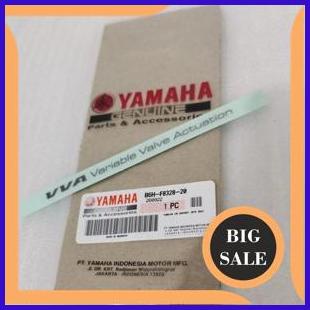 YAMAHA
GENUINE
Parts & Accessories
VVA Variable Valve Actuation
YAMAHA B6H-F8328-20
Parts & Accessories
1 PC
PT. YAMAHA INDONESIA MOTOR MFG.
JAKARTA INDONESIA
BIG
SALE